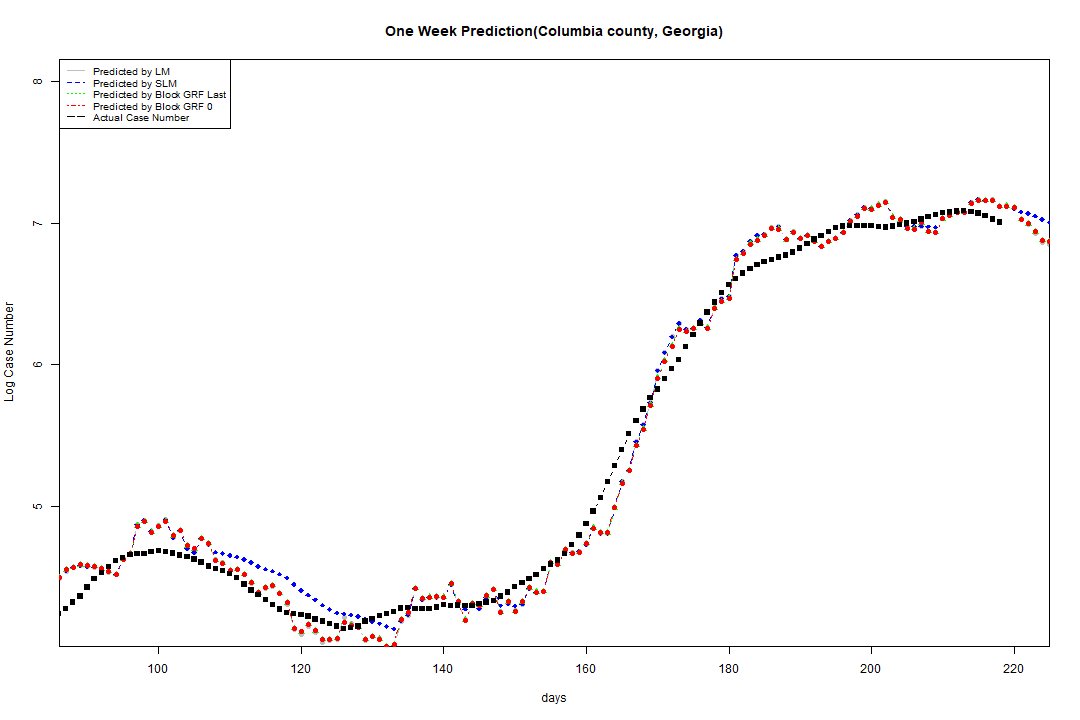 One Week Prediction(Columbia county, Georgia)
Predicted by LM
Predicted by SLM
Predicted by Block GRF Last
Predicted by Block GRF 0
Actual Case Number
8
7
6
5
Log Case Number
100 120 140 160 180 200 220
days